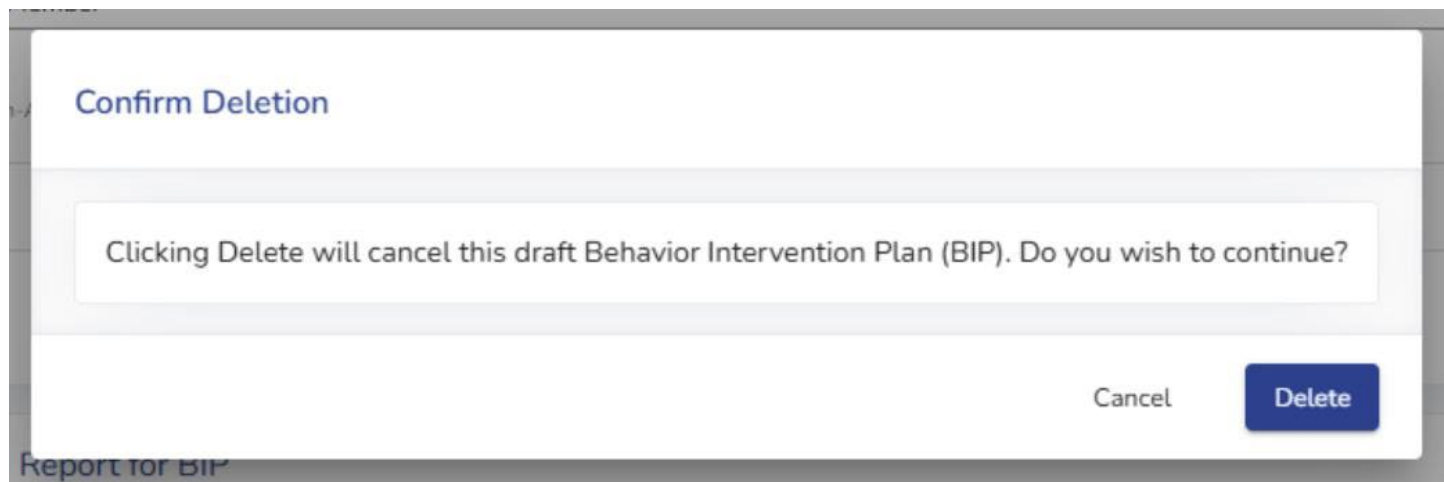 Confirm Deletion
Clicking Delete will cancel this draft Behavior Intervention Plan (BIP). Do you wish to continue?
Cancel Delete
Report for BIP